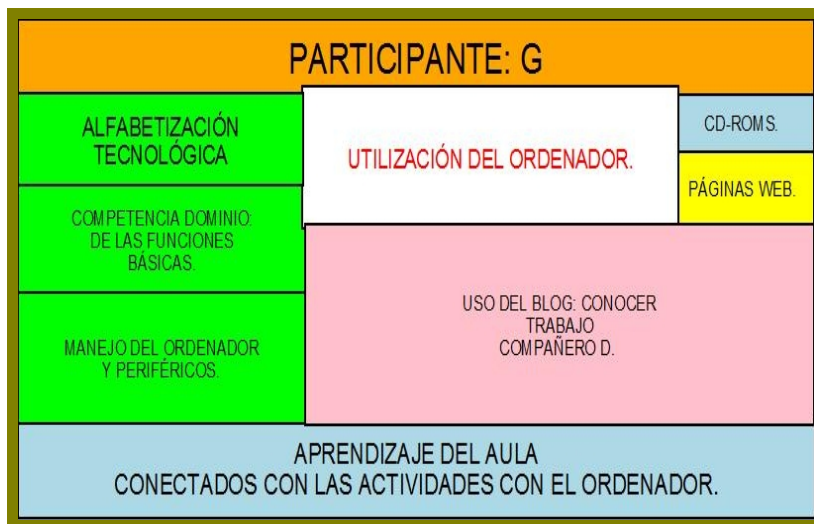 PARTICIPANTE: G
ALFABETIZACIÓN
TECNOLÓGICA
UTILIZACIÓN DEL ORDENADOR.
CD-ROMS.
PÁGINAS WEB.
COMPETENCIA DOMINIO:
DE LAS FUNCIONES
BÁSICAS.
MANEJO DEL ORDENADOR
Y PERIFÉRICOS.
USO DEL BLOG: CONOCER
TRABAJO
COMPAÑERO D.
APRENDIZAJE DEL AULA
CONECTADOS CON LAS ACTIVIDADES CON EL ORDENADOR.